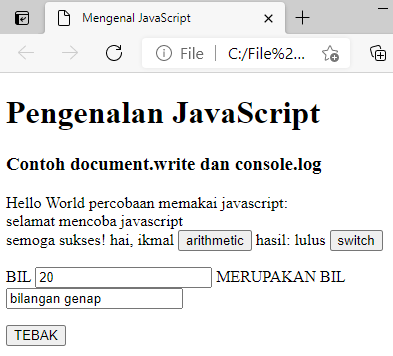 Mengenal JavaScript
File C:/File%2...
Pengenalan JavaScript
Contoh document.write dan console.log
Hello World percobaan memakai javascript:
selamat mencoba javascript
semoga sukses! hai, ikmal arithmetic hasil: lulus switch
BIL 20 MERUPAKAN BIL
bilangan genap
TEBAK